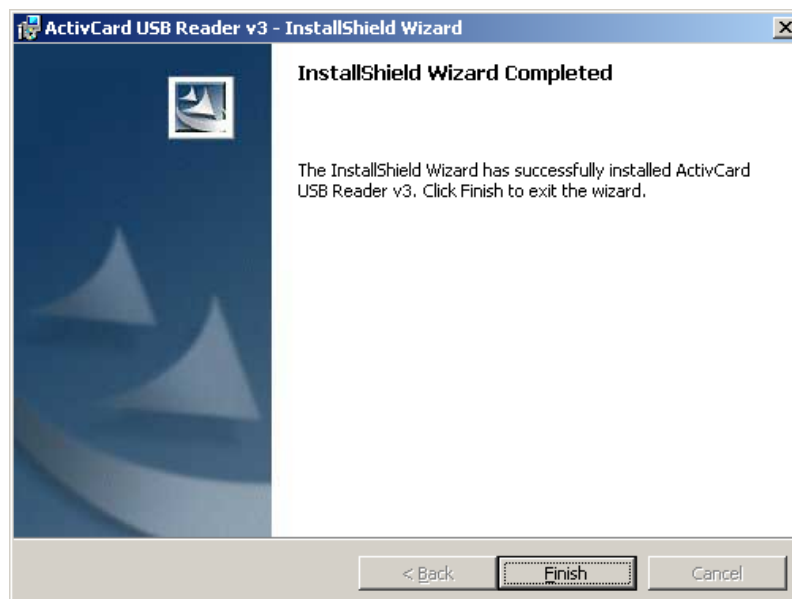 ActivCard USB Reader v3 - InstallShield Wizard
InstallShield Wizard Completed
The InstallShield Wizard has successfully installed ActivCard
USB Reader v3. Click Finish to exit the wizard.
< Back
Finish
Cancel